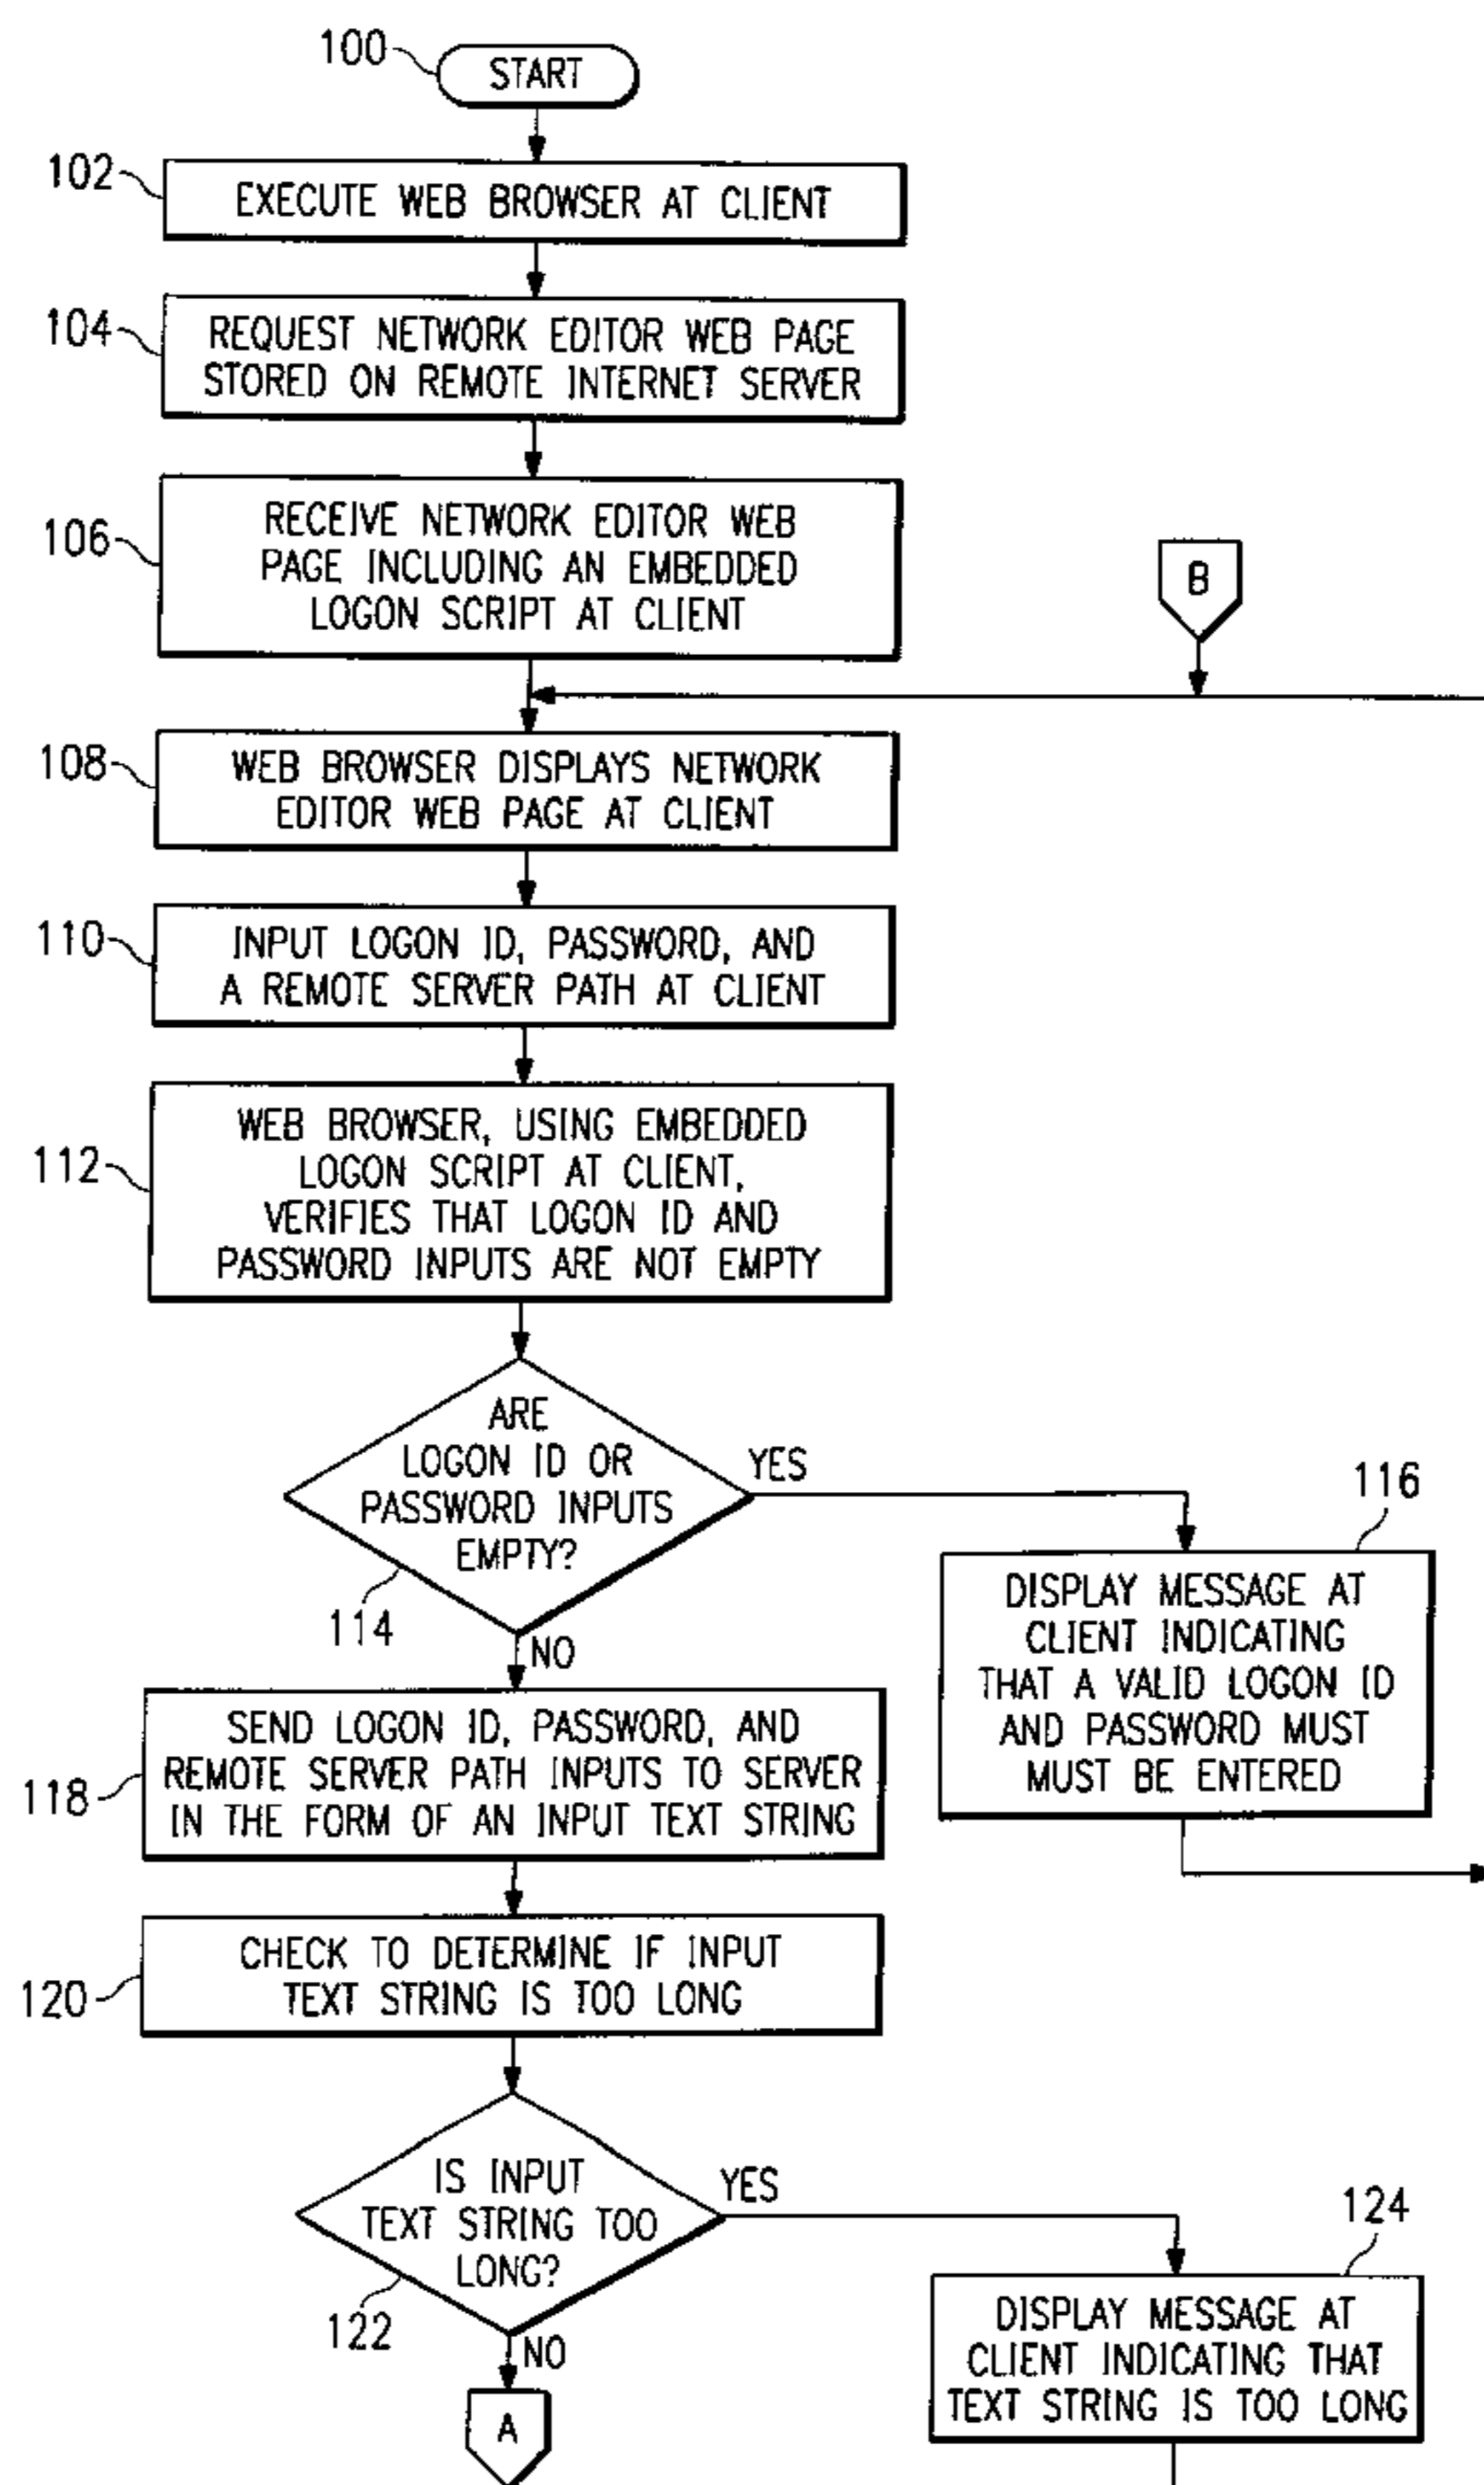 100
START
102
EXECUTE WEB BROWSER AT CLIENT
104
REQUEST NETWORK EDITOR WEB PAGE
STORED ON REMOTE INTERNET SERVER
106
RECEIVE NETWORK EDITOR WEB
PAGE INCLUDING AN EMBEDDED
LOGON SCRIPT AT CLIENT
B
108
WEB BROWSER DISPLAYS NETWORK
EDITOR WEB PAGE AT CLIENT
110
INPUT LOGON ID, PASSWORD, AND
A REMOTE SERVER PATH AT CLIENT
112
WEB BROWSER, USING EMBEDDED
LOGON SCRIPT AT CLIENT,
VERIFIES THAT LOGON ID AND
PASSWORD INPUTS ARE NOT EMPTY
ARE
LOGON ID OR
PASSWORD INPUTS
EMPTY?
114
YES
NO
116
DISPLAY MESSAGE AT
CLIENT INDICATING
THAT A VALID LOGON ID
AND PASSWORD MUST
MUST BE ENTERED
118
SEND LOGON ID, PASSWORD, AND
REMOTE SERVER PATH INPUTS TO SERVER
IN THE FORM OF AN INPUT TEXT STRING
120
CHECK TO DETERMINE IF INPUT
TEXT STRING IS TOO LONG
IS INPUT
TEXT STRING TOO
LONG?
122
YES
NO
124
DISPLAY MESSAGE AT
CLIENT INDICATING THAT
TEXT STRING IS TOO LONG
A